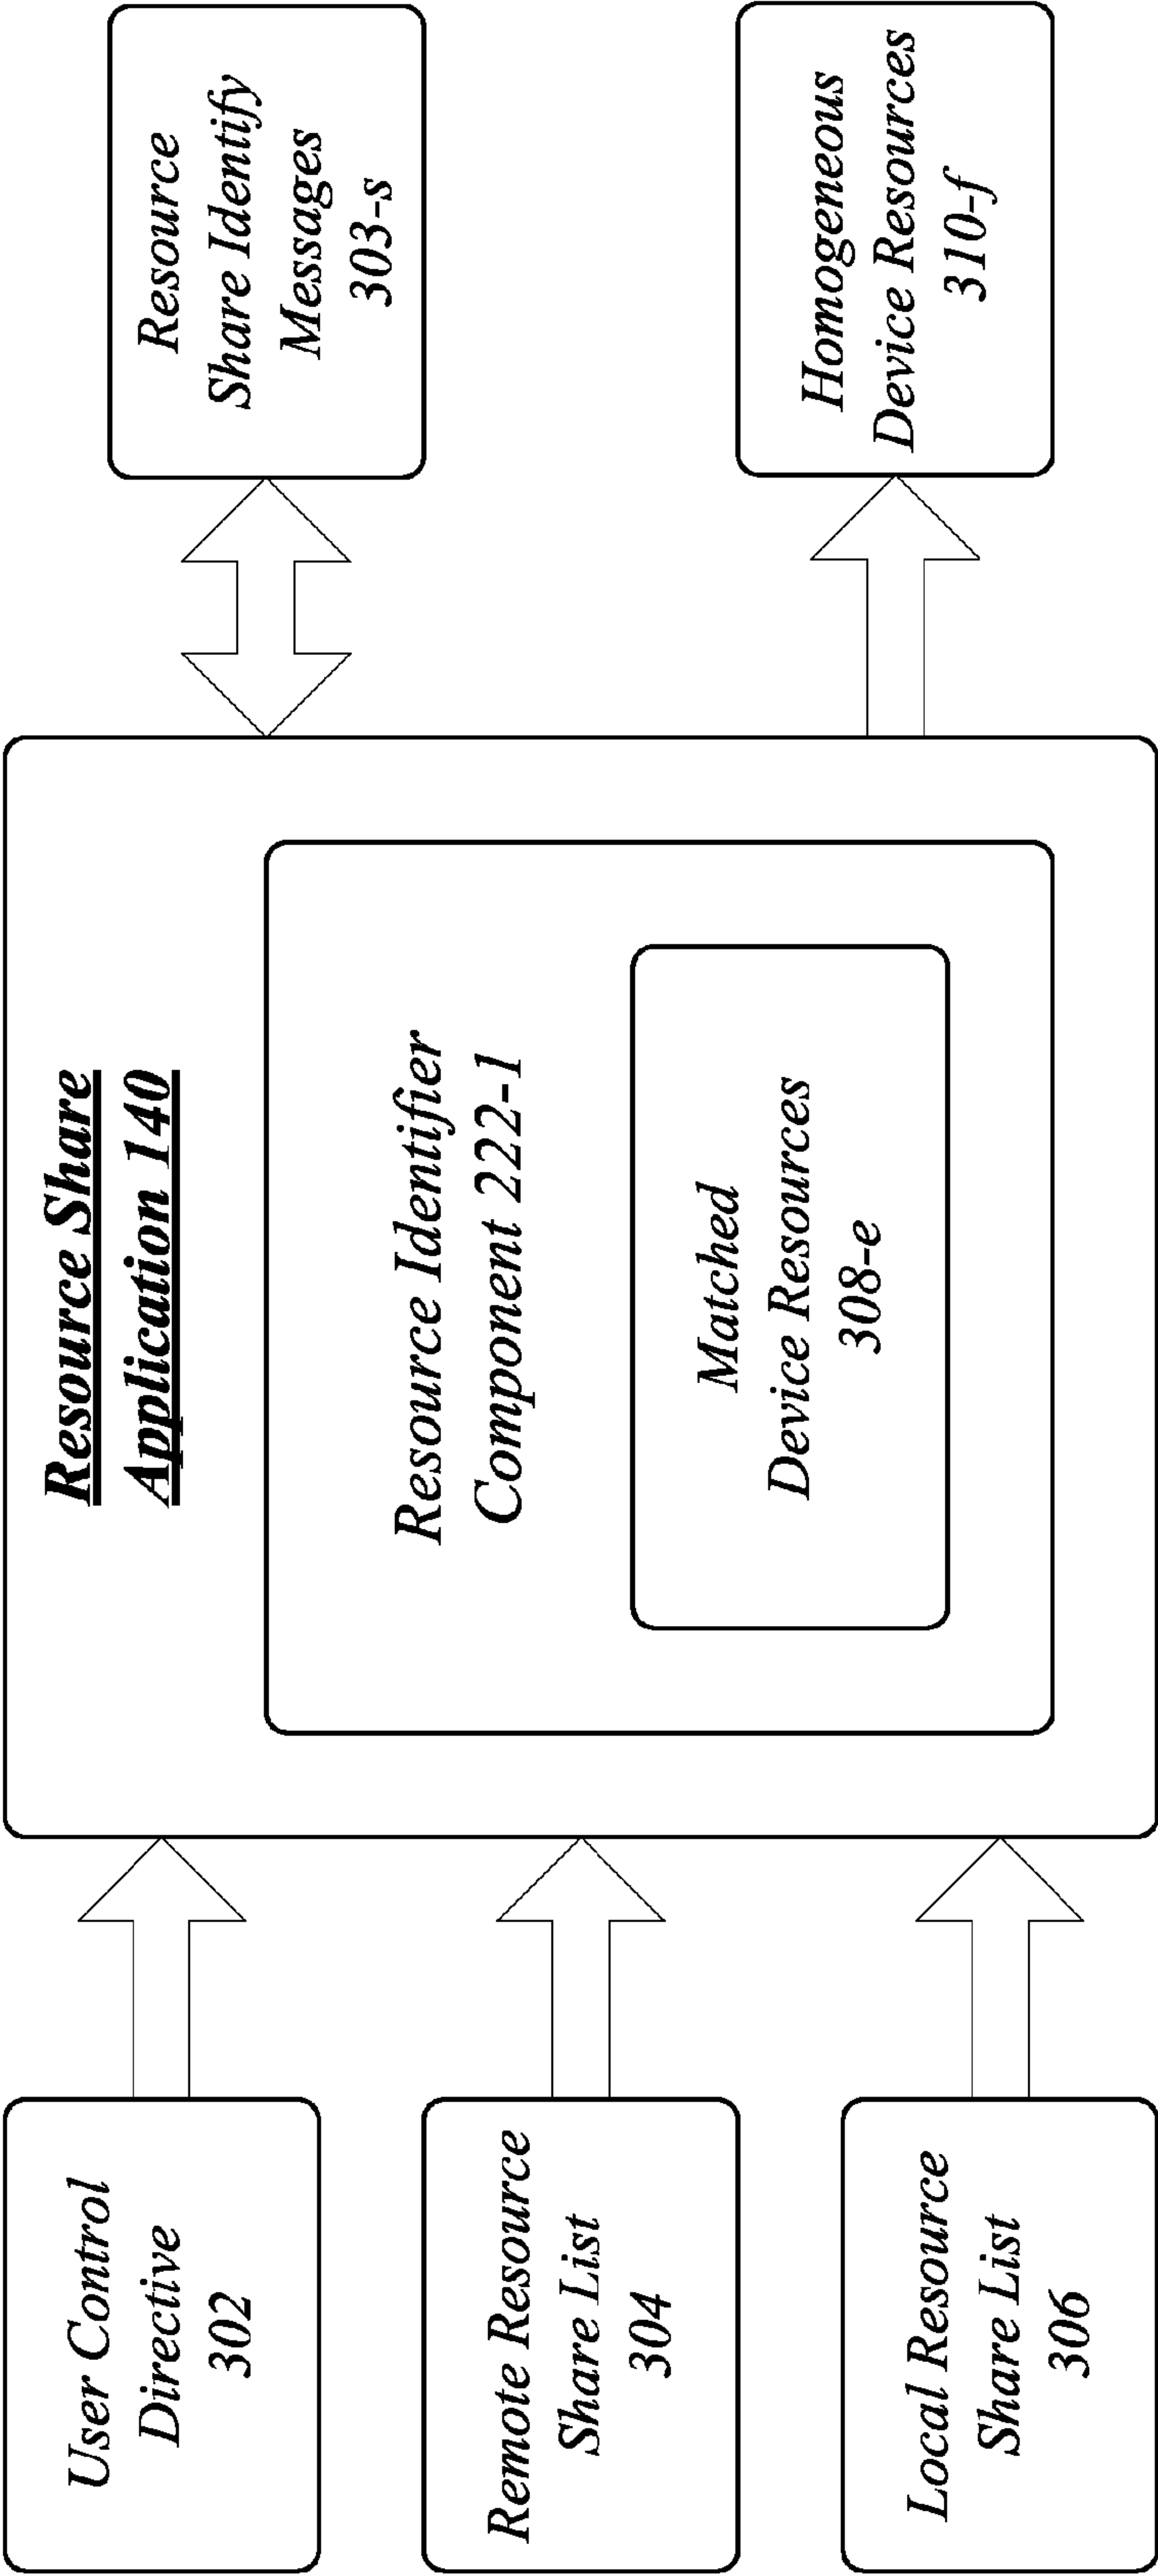 Resource Share
Application 140
User Control
Directive
302
Remote Resource
Share List
304
Local Resource
Share List
306
Resource Identifier
Component 222-1
Matched
Device Resources
308-e
Resource
Share Identify
Messages
303-s
Homogeneous
Device Resources
310-f